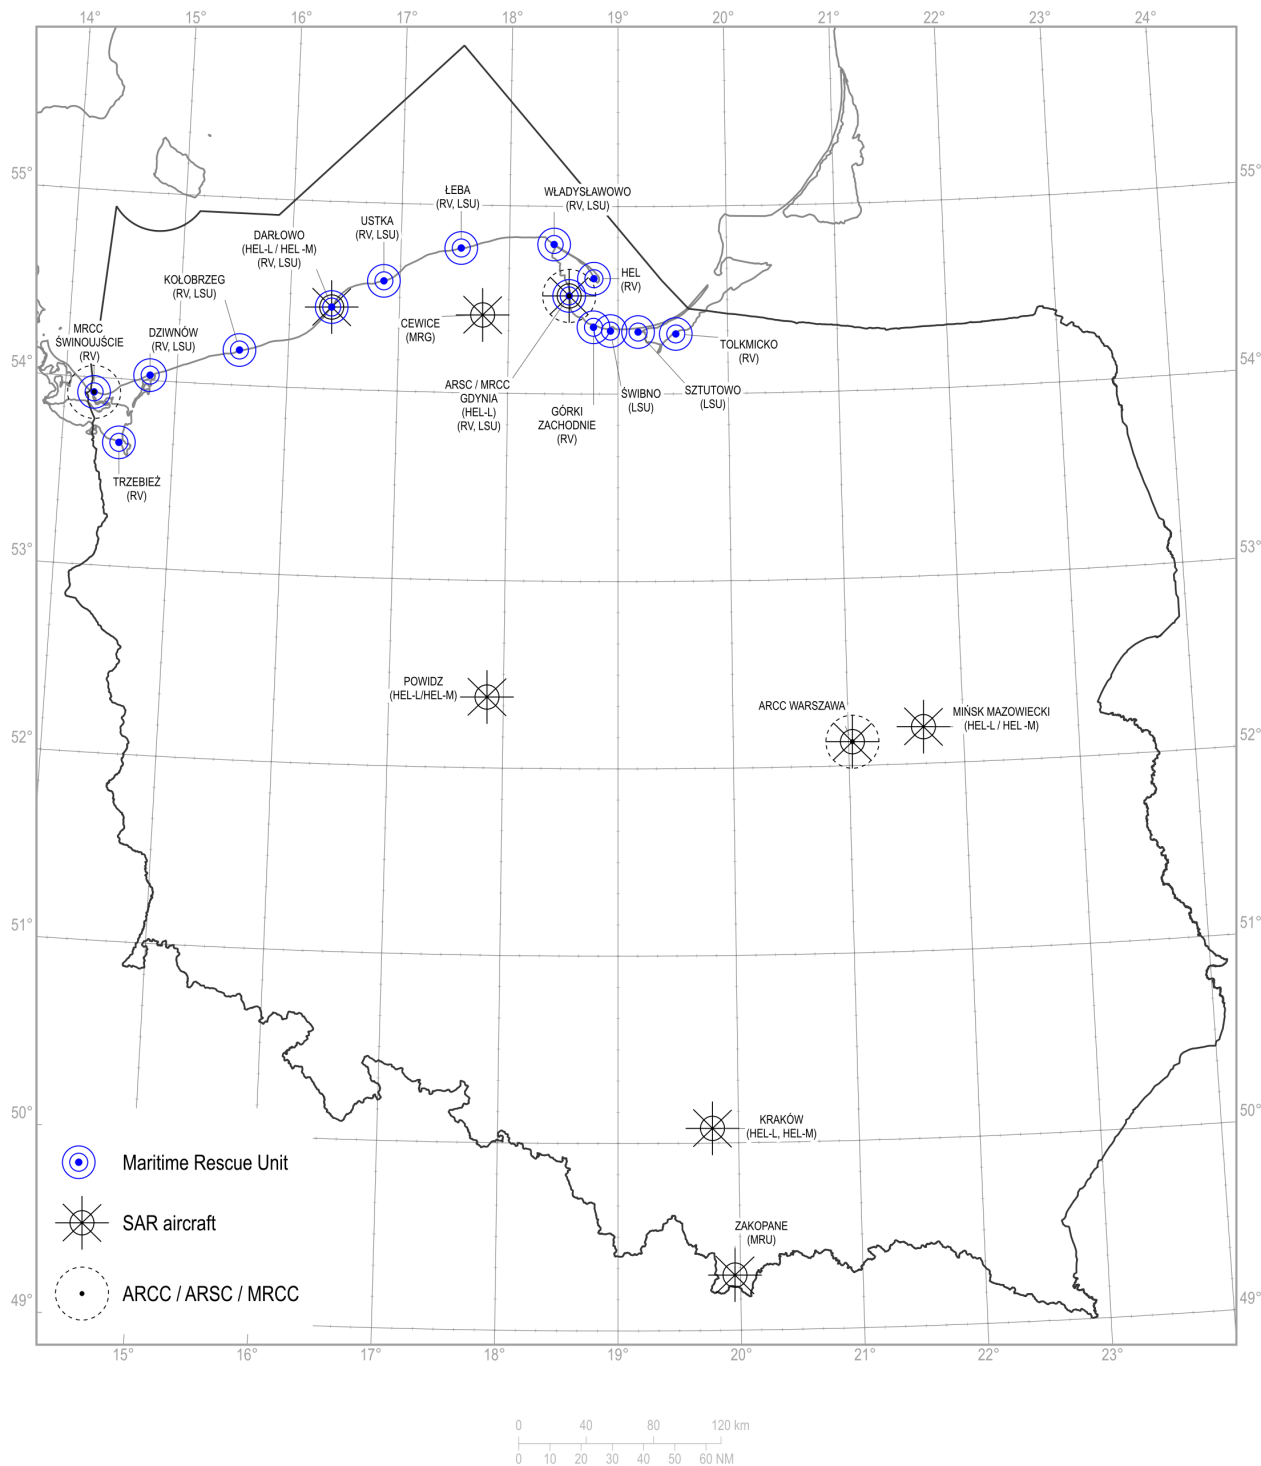 14° 15° 16° 17° 18° 19° 20° 21° 22° 23° 24°
55° 55°
ŁEBA
(RV, LSU)
WŁADYSŁAWOWO
(RV, LSU)
USTKA
(RV, LSU)
DARŁOWO
(HEL-L / HEL -M)
(RV, LSU)
HEL
(RV)
KOŁOBRZEG
(RV, LSU)
CEWICE
(MRG)
MRCC
ŚWINOUJŚCIE
(RV)
DZIWNÓW
(RV, LSU)
TOLKMICKO
(RV)
54° 54°
ARSC / MRCC
GDYNIA
(HEL-L)
(RV, LSU)
GÓRKI
ZACHODNIE
(RV)
ŚWIBNO
(LSU)
SZTUTOWO
(LSU)
TRZEBIEŻ
(RV)
53° 53°
POWIDZ
(HEL-L/HEL-M)
ARCC WARSZAWA
MIŃSK MAZOWIECKI
(HEL-L / HEL -M)
52° 52°
51° 51°
50° 50°
KRAKÓW
(HEL-L, HEL-M)
Maritime Rescue Unit
SAR aircraft
ZAKOPANE
(MRU)
ARCC / ARSC / MRCC
49° 49°
15° 16° 17° 18° 19° 20° 21° 22° 23°
0 40 80 120 km
0 10 20 30 40 50 60 NM